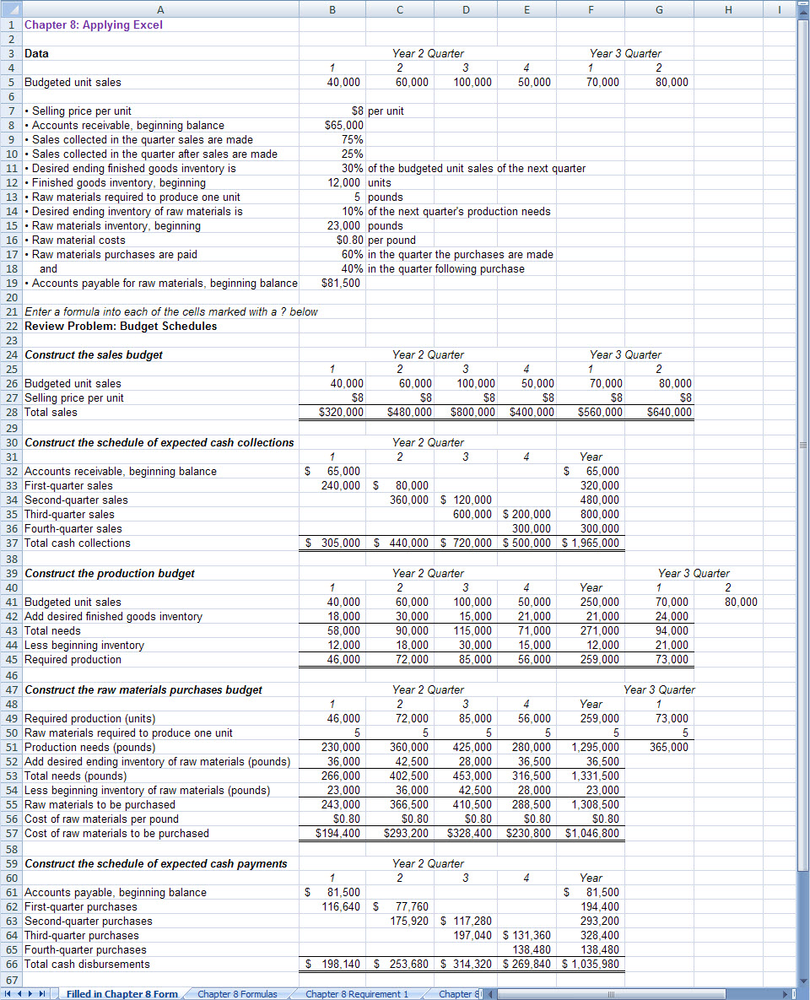 A B C D E F G H I
1 Chapter 8: Applying Excel
2
3 Data Year 2 Quarter Year 3 Quarter
4 1 2 3 4 1 2
5 Budgeted unit sales 40,000 60,000 100,000 50,000 70,000 80,000
6
7 • Selling price per unit $8 per unit
8 • Accounts receivable, beginning balance $65,000
9 • Sales collected in the quarter sales are made 75%
10 • Sales collected in the quarter after sales are made 25%
11 • Desired ending finished goods inventory is 30% of the budgeted unit sales of the next quarter
12 • Finished goods inventory, beginning 12,000 units
13 • Raw materials required to produce one unit 5 pounds
14 • Desired ending inventory of raw materials is 10% of the next quarter's production needs
15 • Raw materials inventory, beginning 23,000 pounds
16 • Raw material costs $0.80 per pound
17 • Raw materials purchases are paid 60% in the quarter the purchases are made
18 and 40% in the quarter following purchase
19 • Accounts payable for raw materials, beginning balance $81,500
20
21 Enter a formula into each of the cells marked with a ? below
22 Review Problem: Budget Schedules
23
24 Construct the sales budget Year 2 Quarter Year 3 Quarter
25 1 2 3 4 1 2
26 Budgeted unit sales 40,000 60,000 100,000 50,000 70,000 80,000
27 Selling price per unit $8 $8 $8 $8 $8 $8
28 Total sales $320,000 $480,000 $800,000 $400,000 $560,000 $640,000
29
30 Construct the schedule of expected cash collections Year 2 Quarter
31 1 2 3 4 Year
32 Accounts receivable, beginning balance $ 65,000 $ 65,000
33 First-quarter sales 240,000 $ 80,000 320,000
34 Second-quarter sales 360,000 $ 120,000 480,000
35 Third-quarter sales 600,000 $ 200,000 800,000
36 Fourth-quarter sales 300,000 300,000
37 Total cash collections $ 305,000 $ 440,000 $ 720,000 $ 500,000 $ 1,965,000
38
39 Construct the production budget Year 2 Quarter Year 3 Quarter
40 1 2 3 4 Year 1 2
41 Budgeted unit sales 40,000 60,000 100,000 50,000 250,000 70,000 80,000
42 Add desired finished goods inventory 18,000 30,000 15,000 21,000 21,000 24,000
43 Total needs 58,000 90,000 115,000 71,000 271,000 94,000
44 Less beginning inventory 12,000 18,000 30,000 15,000 12,000 21,000
45 Required production 46,000 72,000 85,000 56,000 259,000 73,000
46
47 Construct the raw materials purchases budget Year 2 Quarter Year 3 Quarter
48 1 2 3 4 Year 1
49 Required production (units) 46,000 72,000 85,000 56,000 259,000 73,000
50 Raw materials required to produce one unit 5 5 5 5 5 5
51 Production needs (pounds) 230,000 360,000 425,000 280,000 1,295,000 365,000
52 Add desired ending inventory of raw materials (pounds) 36,000 42,500 28,000 36,500 36,500
53 Total needs (pounds) 266,000 402,500 453,000 316,500 1,331,500
54 Less beginning inventory of raw materials (pounds) 23,000 36,000 42,500 28,000 23,000
55 Raw materials to be purchased 243,000 366,500 410,500 288,500 1,308,500
56 Cost of raw materials per pound $0.80 $0.80 $0.80 $0.80 $0.80
57 Cost of raw materials to be purchased $194,400 $293,200 $328,400 $230,800 $1,046,800
58
59 Construct the schedule of expected cash payments Year 2 Quarter
60 1 2 3 4 Year
61 Accounts payable, beginning balance $ 81,500 $ 81,500
62 First-quarter purchases 116,640 $ 77,760 194,400
63 Second-quarter purchases 175,920 $ 117,280 293,200
64 Third-quarter purchases 197,040 $ 131,360 328,400
65 Fourth-quarter purchases 138,480 138,480
66 Total cash disbursements $ 198,140 $ 253,680 $ 314,320 $ 269,840 $ 1,035,980
67
Filled in Chapter 8 Form Chapter 8 Formulas Chapter 8 Requirement 1 Chapter 8